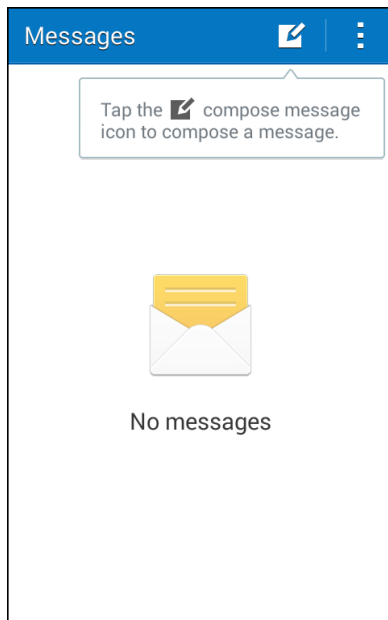 Messages
Tap the compose message
icon to compose a message.
No messages